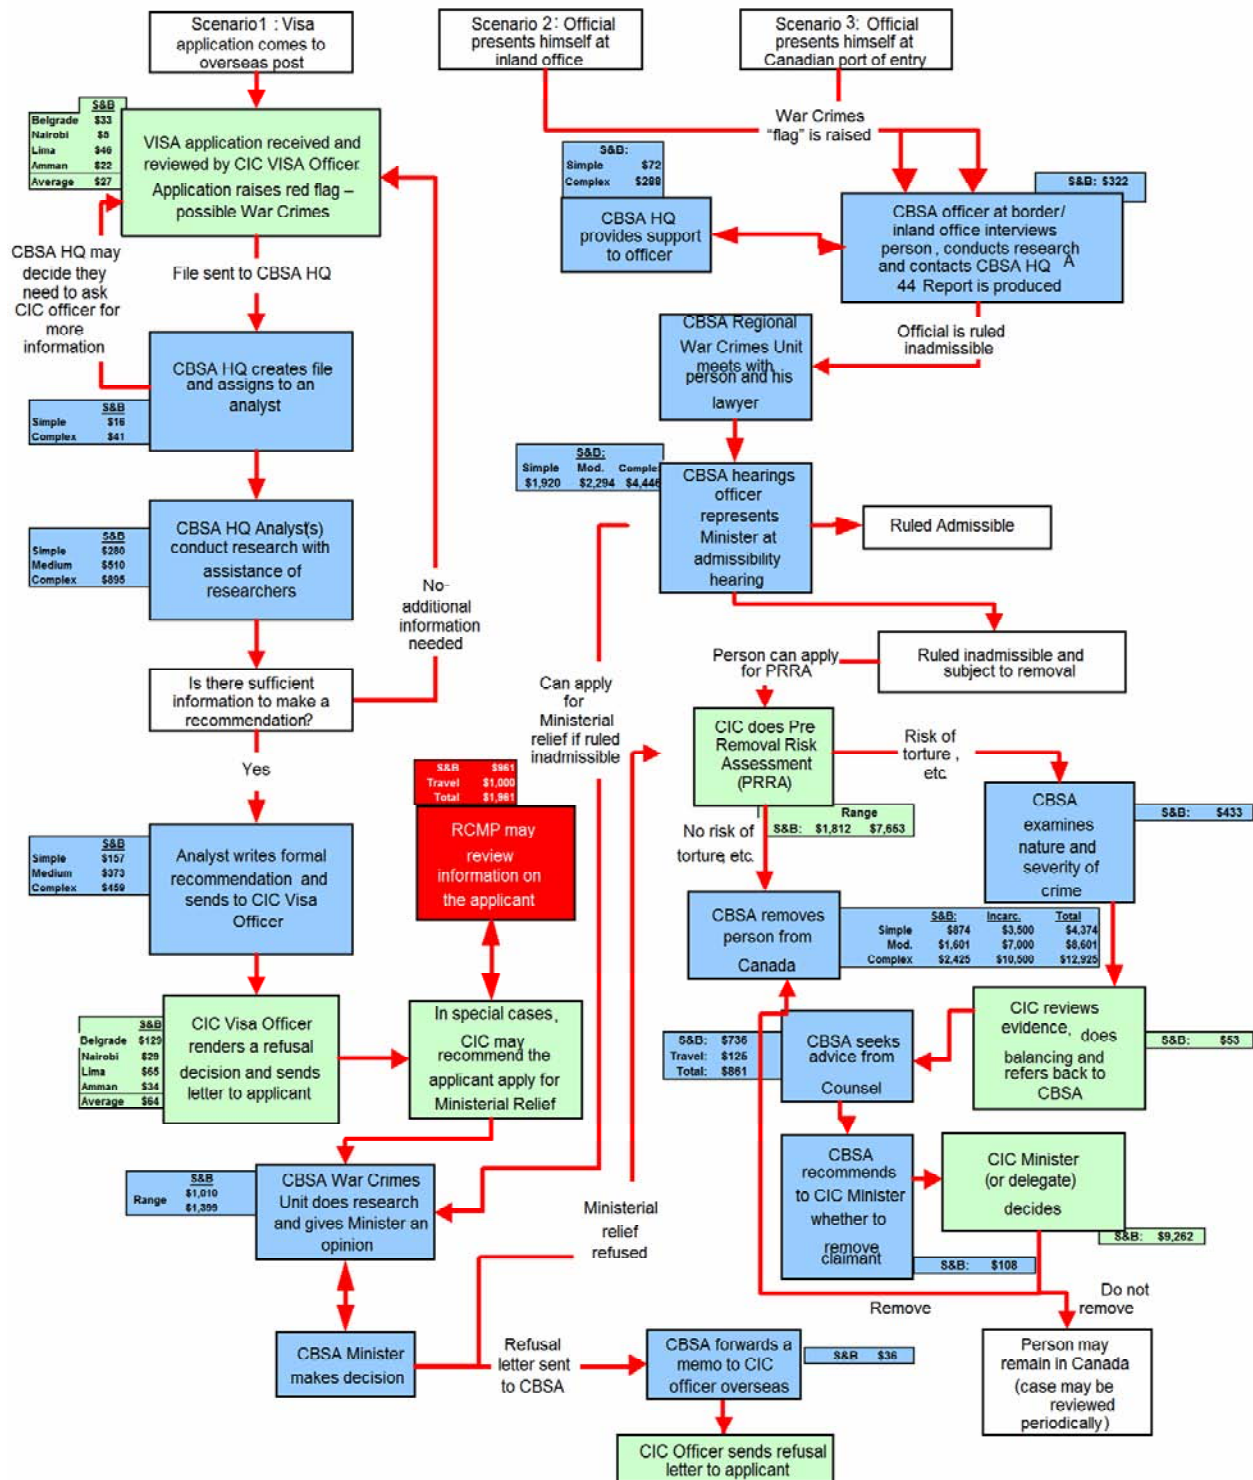 Scenario1 : Visa
application comes to
overseas post
Scenario 2: Official
presents himself at
inland office
Scenario 3: Official
presents himself at
Canadian port of entry
S&B
Belgrade $33
Nairobi $5
Lima $46
Amman $22
Average $27
VISA application received and
reviewed by CIC VISA Officer.
Application raises red flag –
possible War Crimes
War Crimes
"flag" is raised
S&B:
Simple $72
Complex $288
CBSA HQ
provides support
to officer
S&B: $322
CBSA officer at border/
inland office interviews
person , conducts research
and contacts CBSA HQ A
44 Report is produced
CBSA HQ may
decide they
need to ask
CIC officer for
more
information
File sent to CBSA HQ
CBSA HQ creates file
and assigns to an
analyst
S&B
Simple $16
Complex $41
Official is ruled
inadmissible
CBSA Regional
War Crimes Unit
meets with
person and his
lawyer
S&B:
Simple Mod. Complex
$1,920 $2,294 $4,446
CBSA hearings
officer
represents
Minister at
admissibility
hearing
Ruled Admissible
S&B
Simple $280
Medium $510
Complex $895
CBSA HQ Analyst(s)
conduct research with
assistance of
researchers
No-
additional
information
needed
Is there sufficient
information to make a
recommendation?
Yes
Can apply
for
Ministerial
relief if ruled
inadmissible
Person can apply
for PRRA
Ruled inadmissible and
subject to removal
CIC does Pre
Removal Risk
Assessment
(PRRA)
Range
S&B: $1,812 $7,653
Risk of
torture ,
etc.
CBSA
examines
nature and
severity of
crime
S&B: $433
No risk of
torture, etc.
S&B $961
Travel $1,000
Total $1,961
RCMP may
review
information on
the applicant
S&B
Simple $157
Medium $373
Complex $459
Analyst writes formal
recommendation and
sends to CIC Visa
Officer
CBSA removes
person from
Canada
S&B: Incarc. Total
Simple $874 $3,500 $4,374
Mod. $1,601 $7,000 $8,601
Complex $2,425 $10,500 $12,925
S&B
Belgrade $129
Nairobi $29
Lima $65
Amman $34
Average $64
CIC Visa Officer
renders a refusal
decision and sends
letter to applicant
In special cases,
CIC may
recommend the
applicant apply for
Ministerial Relief
S&B: $736
Travel: $125
Total: $861
CBSA seeks
advice from
Counsel
CIC reviews
evidence, does
balancing and
refers back to
CBSA
S&B: $53
S&B
Range $1,010
$1,399
CBSA War Crimes
Unit does research
and gives Minister an
opinion
Ministerial
relief
refused
CBSA
recommends
to CIC Minister
whether to
remove
claimant
S&B: $108
CIC Minister
(or delegate)
decides
S&B: $9,262
Remove
Do not
remove
CBSA Minister
makes decision
Refusal
letter sent
to CBSA
CBSA forwards a
memo to CIC
officer overseas
S&B $36
Person may
remain in Canada
(case may be
reviewed
periodically)
CIC Officer sends refusal
letter to applicant